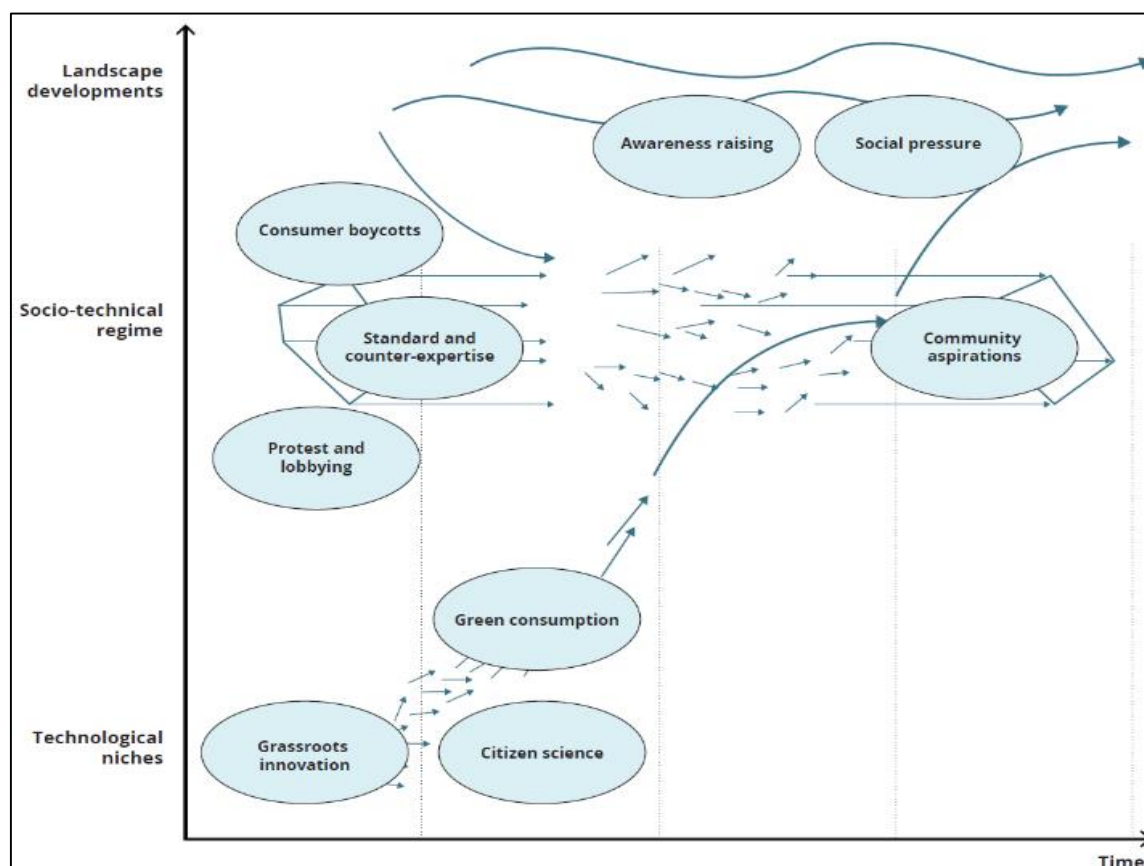 Landscape
developments
Awareness raising
Social pressure
Consumer boycotts
Socio-technical
regime
Standard and
counter-expertise
Community
aspirations
Protest and
lobbying
Green consumption
Technological
niches
Grassroots
innovation
Citizen science
Time